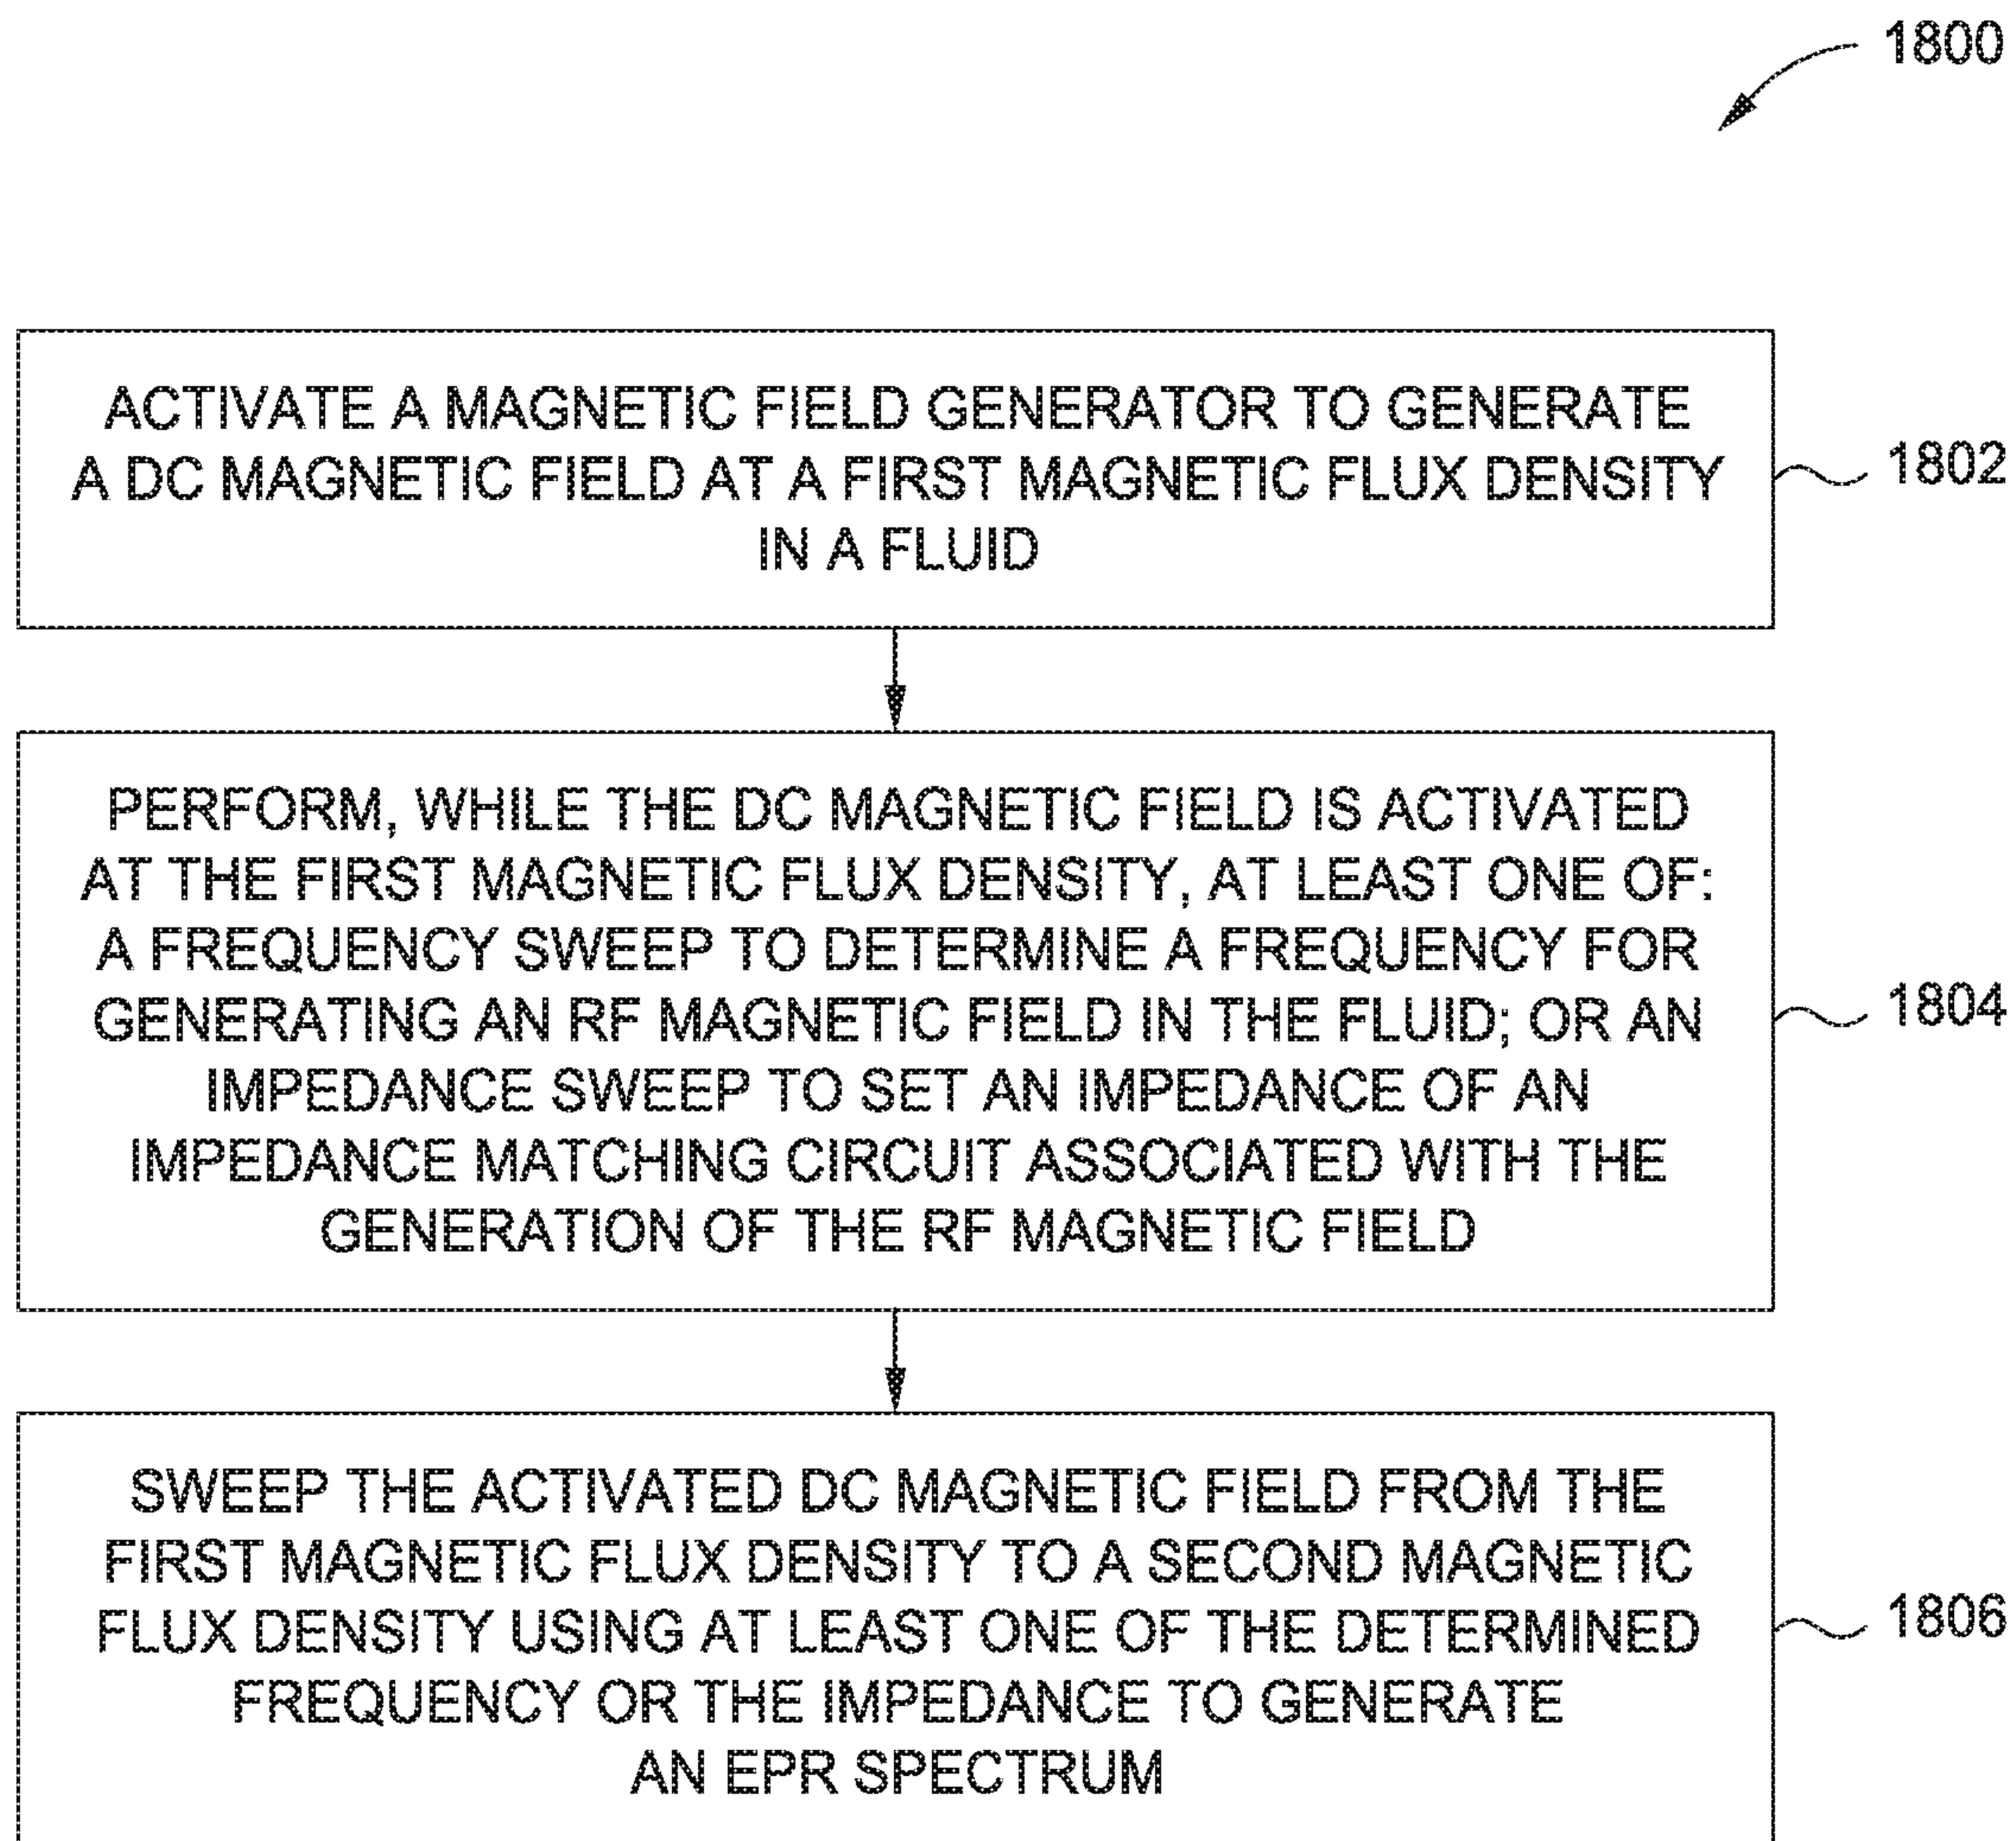 1800
ACTIVATE A MAGNETIC FIELD GENERATOR TO GENERATE
A DC MAGNETIC FIELD AT A FIRST MAGNETIC FLUX DENSITY
IN A FLUID
1802
PERFORM, WHILE THE DC MAGNETIC FIELD IS ACTIVATED
AT THE FIRST MAGNETIC FLUX DENSITY, AT LEAST ONE OF:
A FREQUENCY SWEEP TO DETERMINE A FREQUENCY FOR
GENERATING AN RF MAGNETIC FIELD IN THE FLUID; OR AN
IMPEDANCE SWEEP TO SET AN IMPEDANCE OF AN
IMPEDANCE MATCHING CIRCUIT ASSOCIATED WITH THE
GENERATION OF THE RF MAGNETIC FIELD
1804
SWEEP THE ACTIVATED DC MAGNETIC FIELD FROM THE
FIRST MAGNETIC FLUX DENSITY TO A SECOND MAGNETIC
FLUX DENSITY USING AT LEAST ONE OF THE DETERMINED
FREQUENCY OR THE IMPEDANCE TO GENERATE
AN EPR SPECTRUM
1806